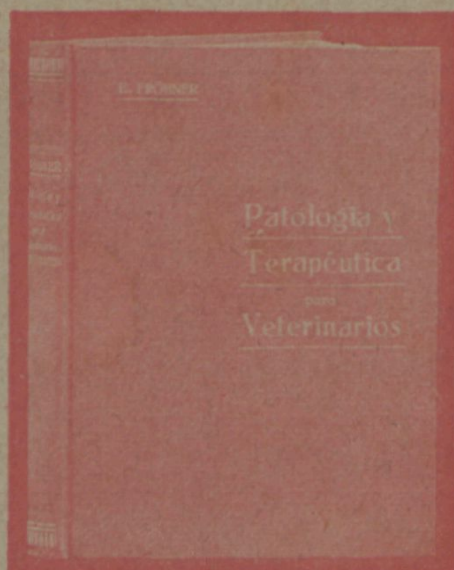 E. FRÖHNER
Patología y
Terapéutica
para
Veterinarios